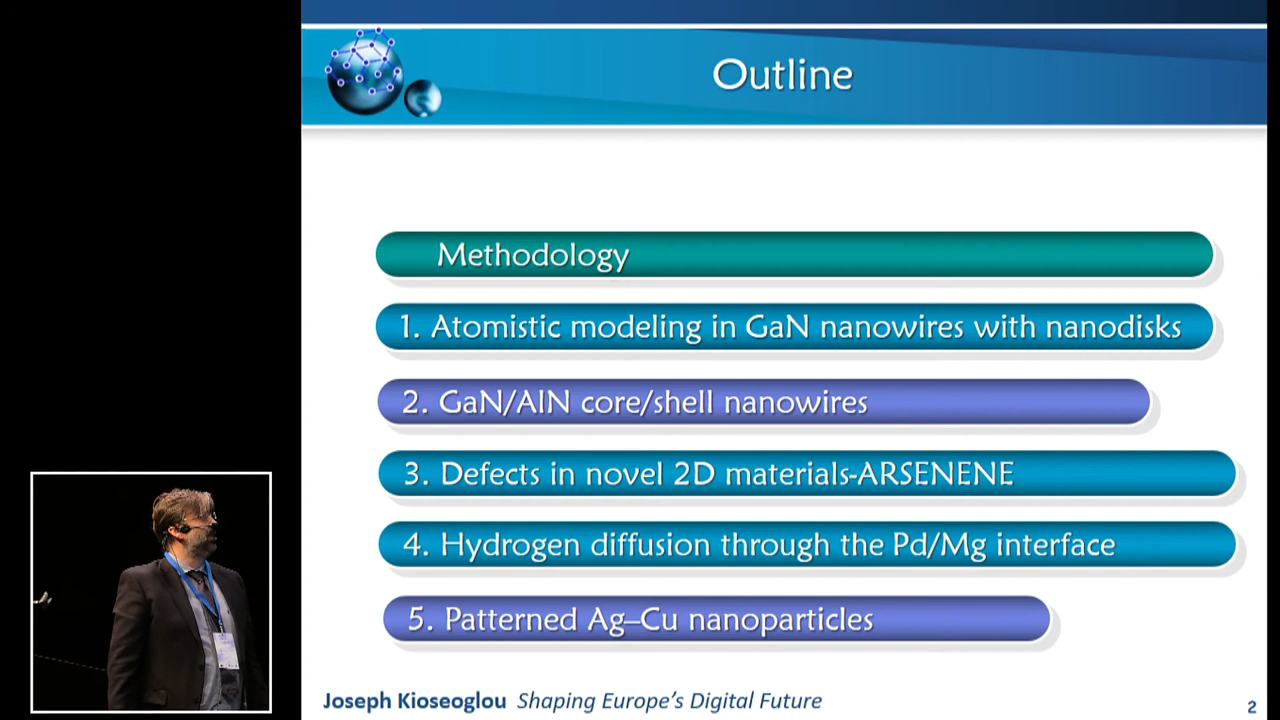 Outline
Methodology
1. Atomistic modeling in GaN nanowires with nanodisks
2. GaN/AlN core/shell nanowires
3. Defects in novel 2D materials-ARSENENE
4. Hydrogen diffusion through the Pd/Mg interface
5. Patterned Ag–Cu nanoparticles
Joseph Kioseoglou Shaping Europe's Digital Future
2